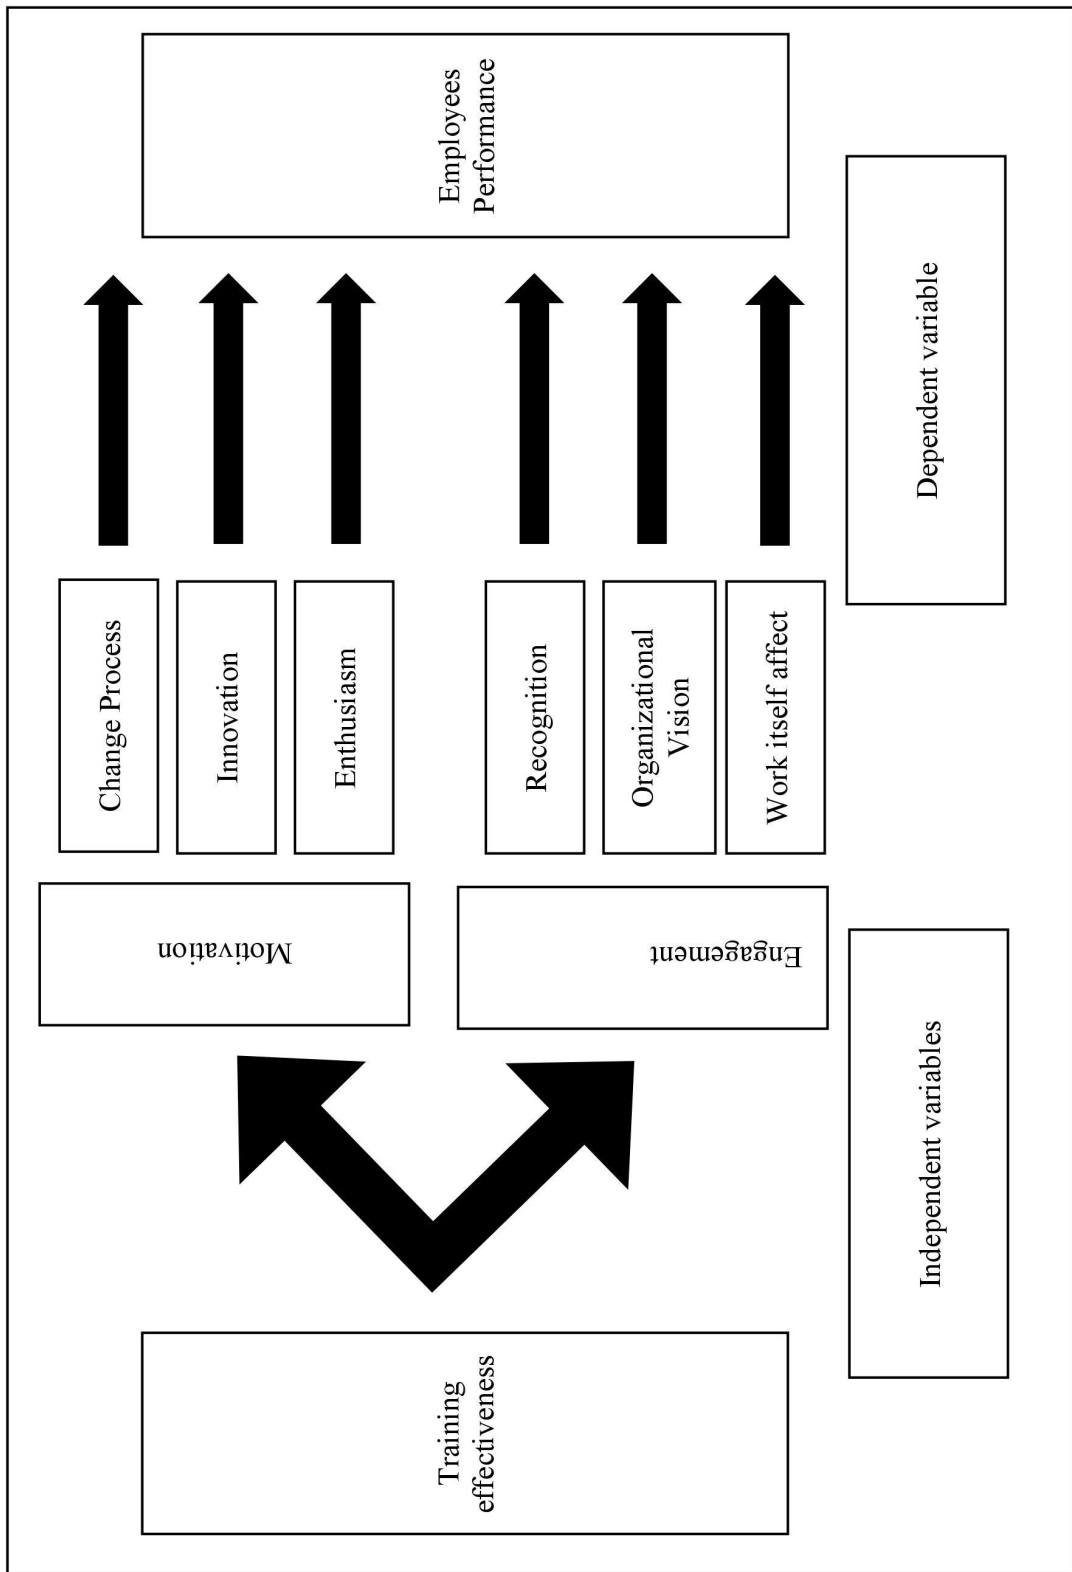 Training
effectiveness
Motivation
Engagement
Change Process
Innovation
Enthusiasm
Recognition
Organizational
Vision
Work itself affect
Employees
Performance
Independent variables
Dependent variable